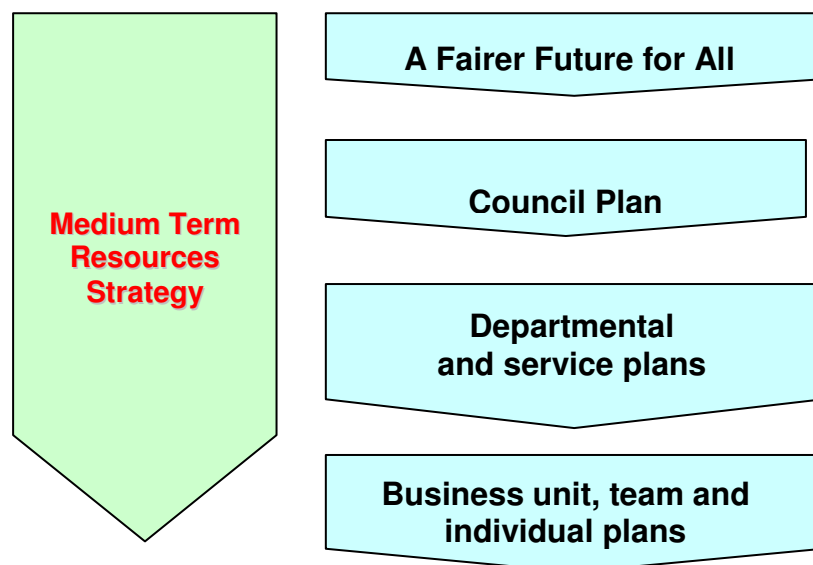 A Fairer Future for All
Council Plan
Medium Term
Resources
Strategy
Departmental
and service plans
Business unit, team and
individual plans